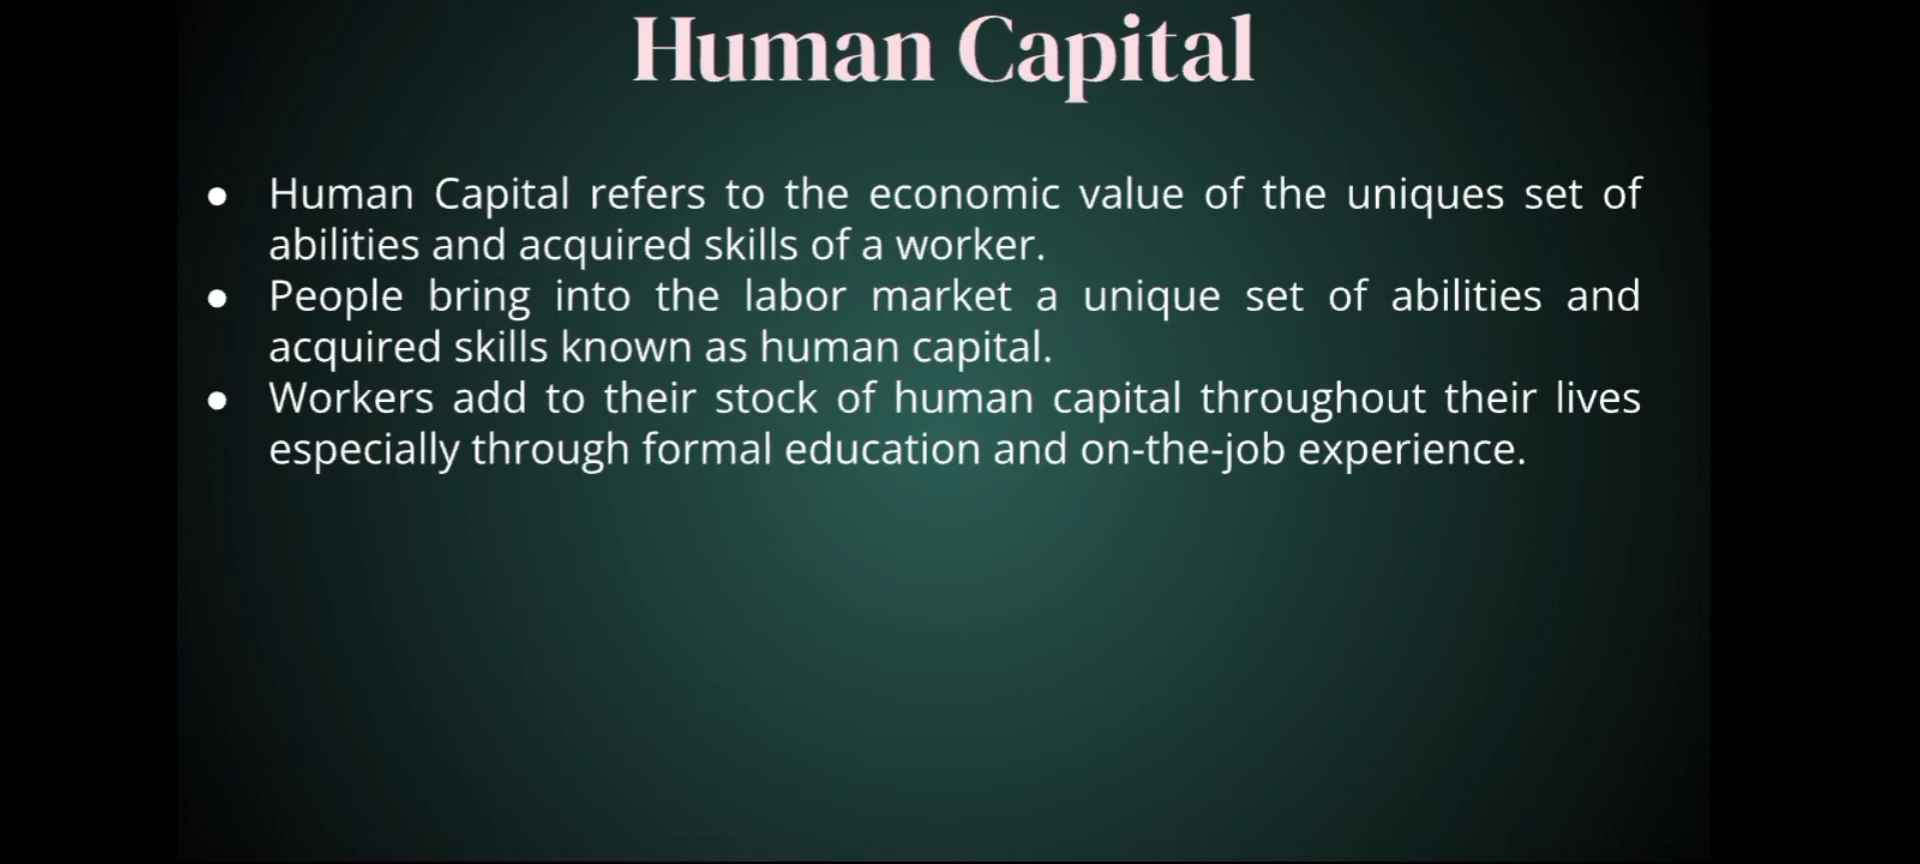 Human Capital
● Human Capital refers to the economic value of the uniques set of
abilities and acquired skills of a worker.
● People bring into the labor market a unique set of abilities and
acquired skills known as human capital.
● Workers add to their stock of human capital throughout their lives
especially through formal education and on-the-job experience.